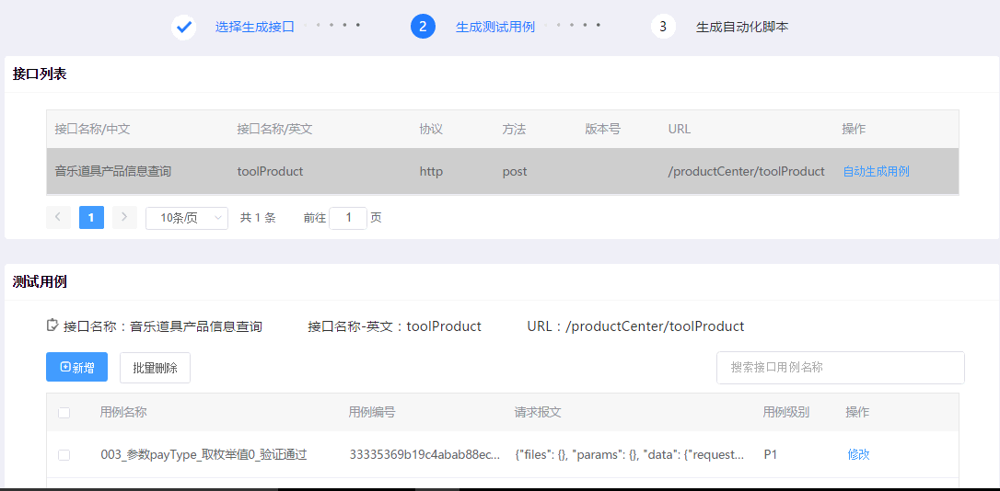 选择生成接口 2 生成测试用例 3 生成自动化脚本
接口列表
接口名称/中文 接口名称/英文 协议 方法 版本号 URL 操作
音乐道具产品信息查询 toolProduct http post /productCenter/toolProduct 自动生成用例
1 10条/页 共 1 条 前往 1 页
测试用例
接口名称：音乐道具产品信息查询 接口名称-英文：toolProduct URL：/productCenter/toolProduct
新增 批量删除 搜索接口用例名称
用例名称 用例编号 请求报文 用例级别 操作
003_参数payType_取枚举值0_验证通过 33335369b19c4abab88ec... {"files": {}, "params": {}, "data": {"request... P1 修改